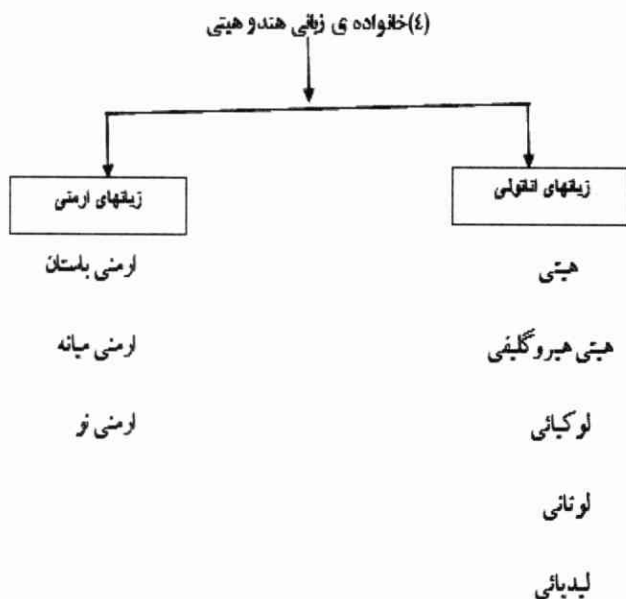 (٤)خانواده ی زبانی هندو هیتی
زبانهای اناتولی
هیتی
هیتی هیروگلیفی
لوکیائی
لوتائی
لیدیائی
زبانهای ارمنی
ارمنی باستان
ارمنی میانه
ارمنی نو